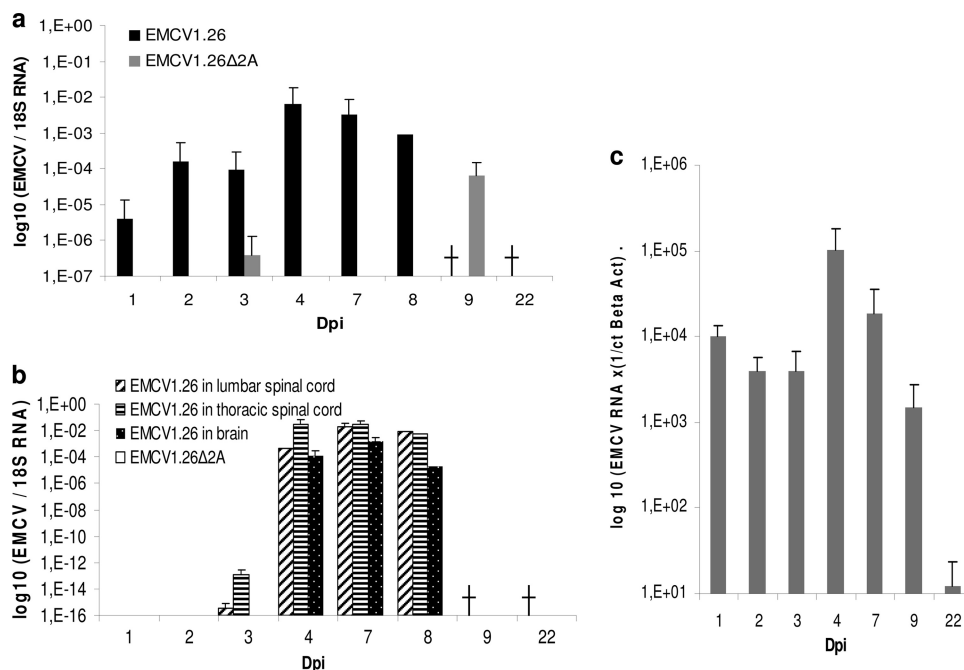 a
log10 (EMCV / 18S RNA)
1,E+00
1,E-01
1,E-02
1,E-03
1,E-04
1,E-05
1,E-06
1,E-07
EMCV1.26
EMCV1.26Δ2A
1 2 3 4 7 8 9 22
Dpi
b
log10 (EMCV / 18S RNA)
1,E+00
1,E-02
1,E-04
1,E-06
1,E-08
1,E-10
1,E-12
1,E-14
1,E-16
EMCV1.26 in lumbar spinal cord
EMCV1.26 in thoracic spinal cord
EMCV1.26 in brain
EMCV1.26Δ2A
1 2 3 4 7 8 9 22
Dpi
c
log 10 (EMCV RNA x(1/ct Beta Act) .
1,E+06
1,E+05
1,E+04
1,E+03
1,E+02
1,E+01
1 2 3 4 7 9 22
Dpi